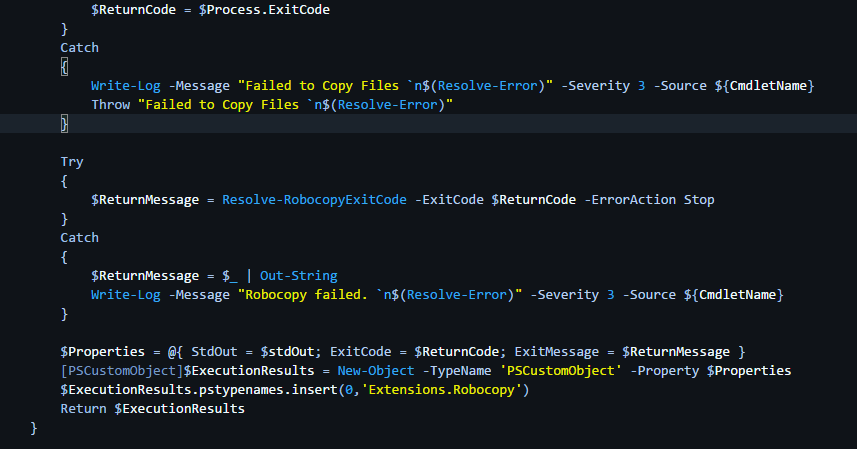 $ReturnCode = $Process.ExitCode
}
Catch
{
Write-Log -Message "Failed to Copy Files `n$(Resolve-Error)" -Severity 3 -Source ${CmdletName}
Throw "Failed to Copy Files `n$(Resolve-Error)"
}
Try
{
$ReturnMessage = Resolve-RobocopyExitCode -ExitCode $ReturnCode -ErrorAction Stop
}
Catch
{
$ReturnMessage = $_ | Out-String
Write-Log -Message "Robocopy failed. `n$(Resolve-Error)" -Severity 3 -Source ${CmdletName}
}
$Properties = @{ StdOut = $stdOut; ExitCode = $ReturnCode; ExitMessage = $ReturnMessage }
[PSCustomObject]$ExecutionResults = New-Object -TypeName 'PSCustomObject' -Property $Properties
$ExecutionResults.pstypenames.insert(0,'Extensions.Robocopy')
Return $ExecutionResults
}